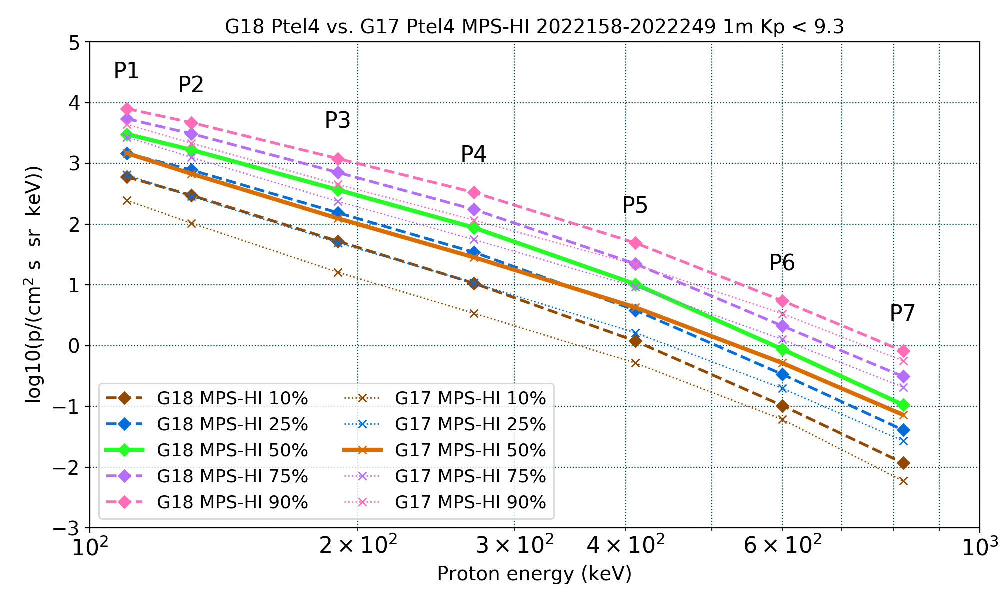 G18 Ptel4 vs. G17 Ptel4 MPS-HI 2022158-2022249 1m Kp < 9.3
log10(p/(cm² s sr keV))
5
4
3
2
1
0
−1
−2
−3
P1
P2
P3
P4
P5
P6
P7
G18 MPS-HI 10%
G18 MPS-HI 25%
G18 MPS-HI 50%
G18 MPS-HI 75%
G18 MPS-HI 90%
G17 MPS-HI 10%
G17 MPS-HI 25%
G17 MPS-HI 50%
G17 MPS-HI 75%
G17 MPS-HI 90%
10² 2 × 10² 3 × 10² 4 × 10² 6 × 10² 10³
Proton energy (keV)